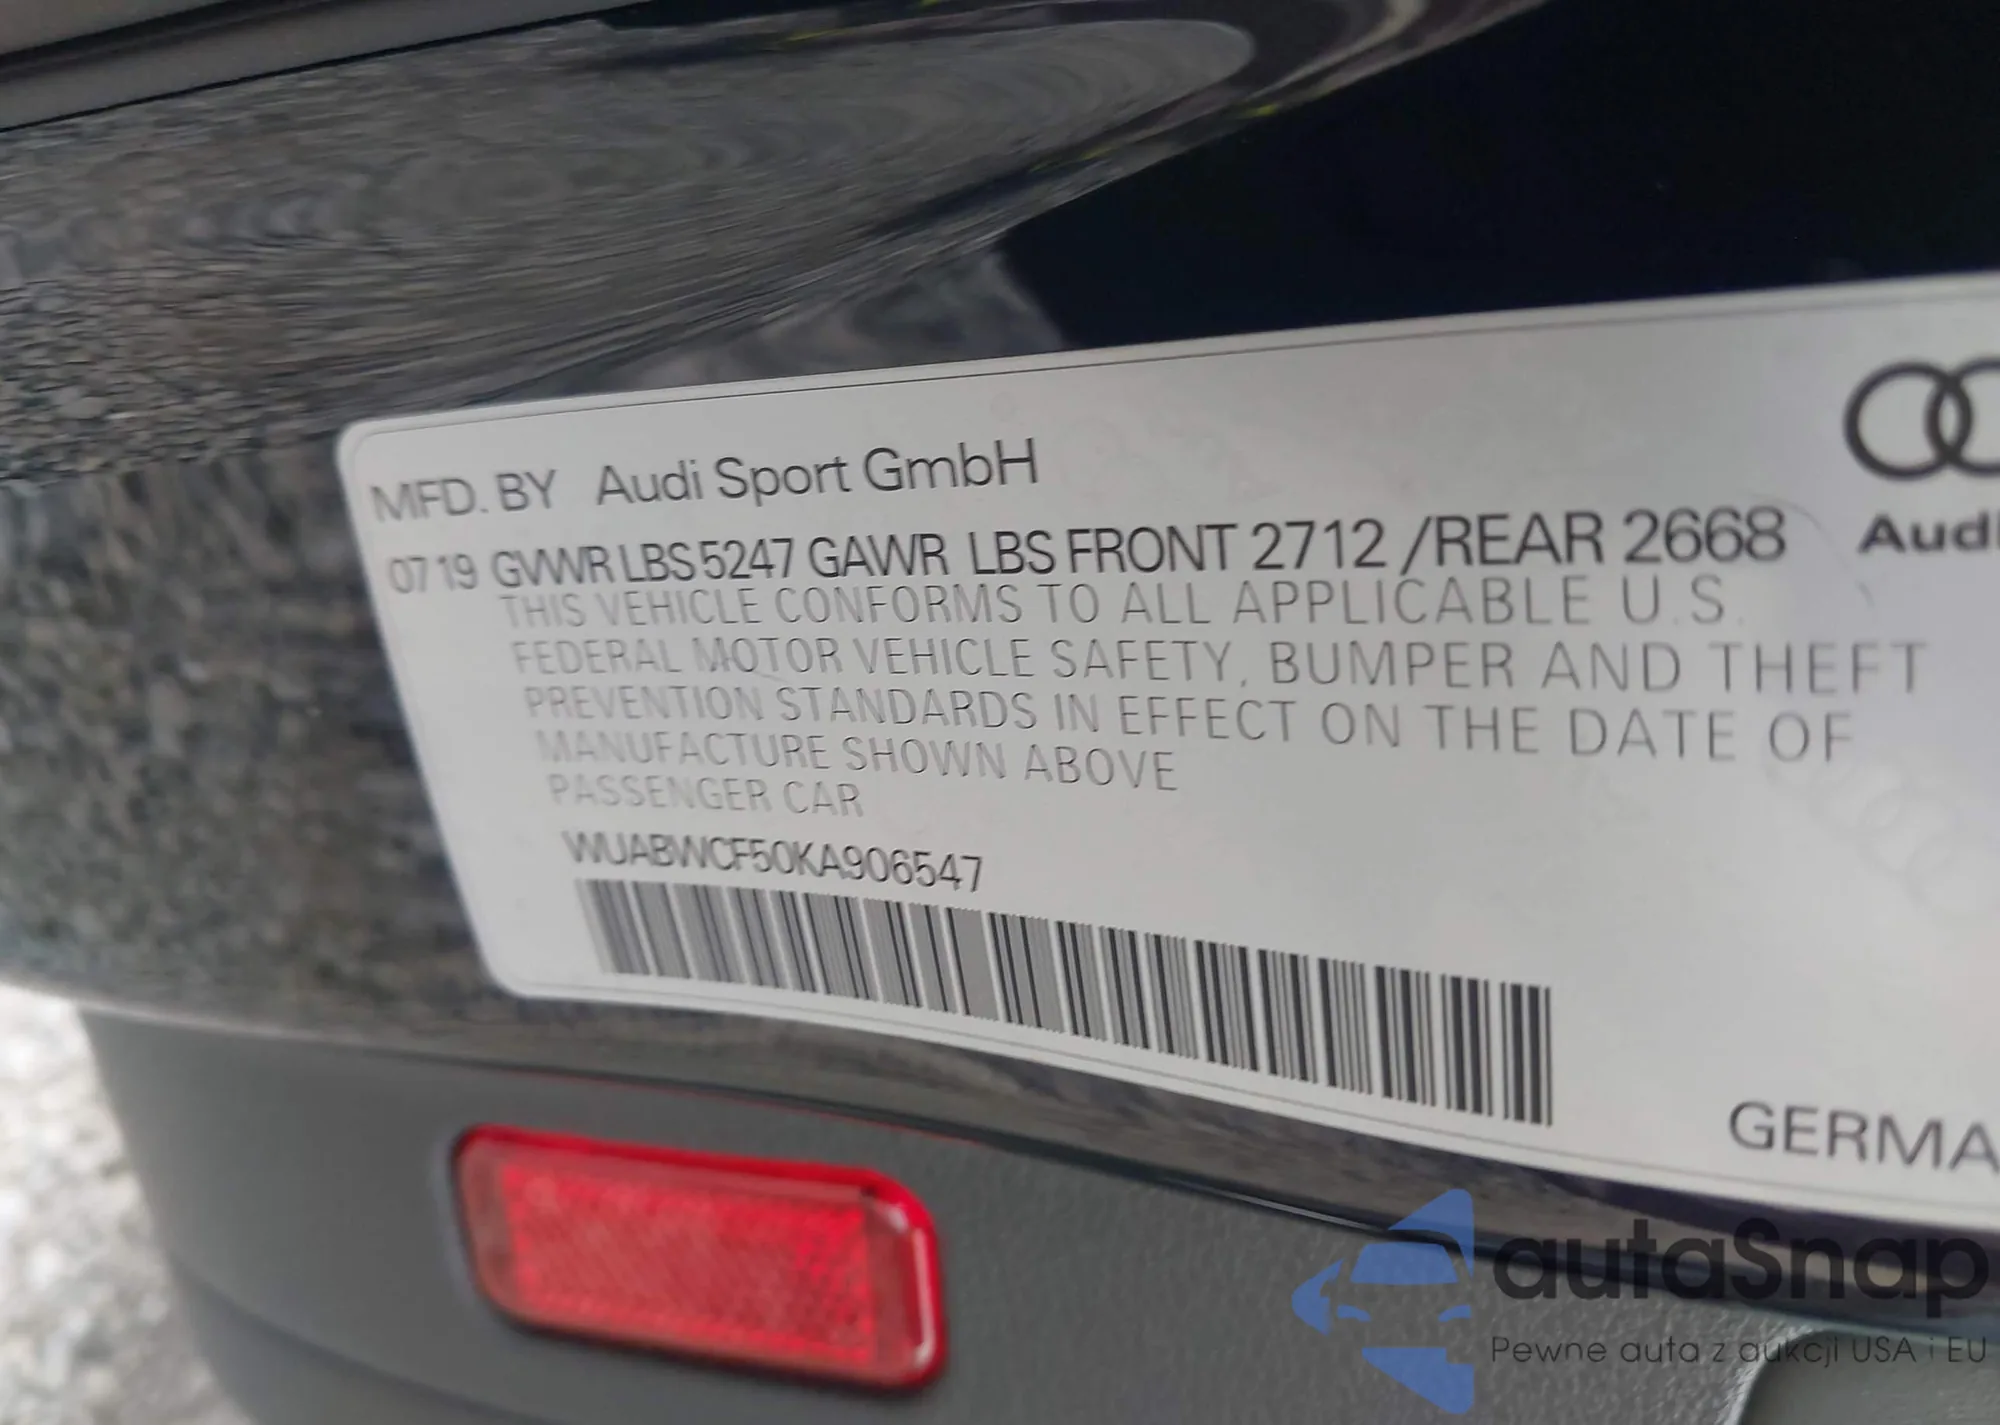 MFD. BY Audi Sport GmbH
07 19 GVWR LBS 5247 GAWR LBS FRONT 2712 /REAR 2668
THIS VEHICLE CONFORMS TO ALL APPLICABLE U.S.
FEDERAL MOTOR VEHICLE SAFETY, BUMPER AND THEFT
PREVENTION STANDARDS IN EFFECT ON THE DATE OF
MANUFACTURE SHOWN ABOVE
PASSENGER CAR
WUABWCF50KA906547
Audi
GERMA
autaSnap
Pewne auta z aukcji USA i EU